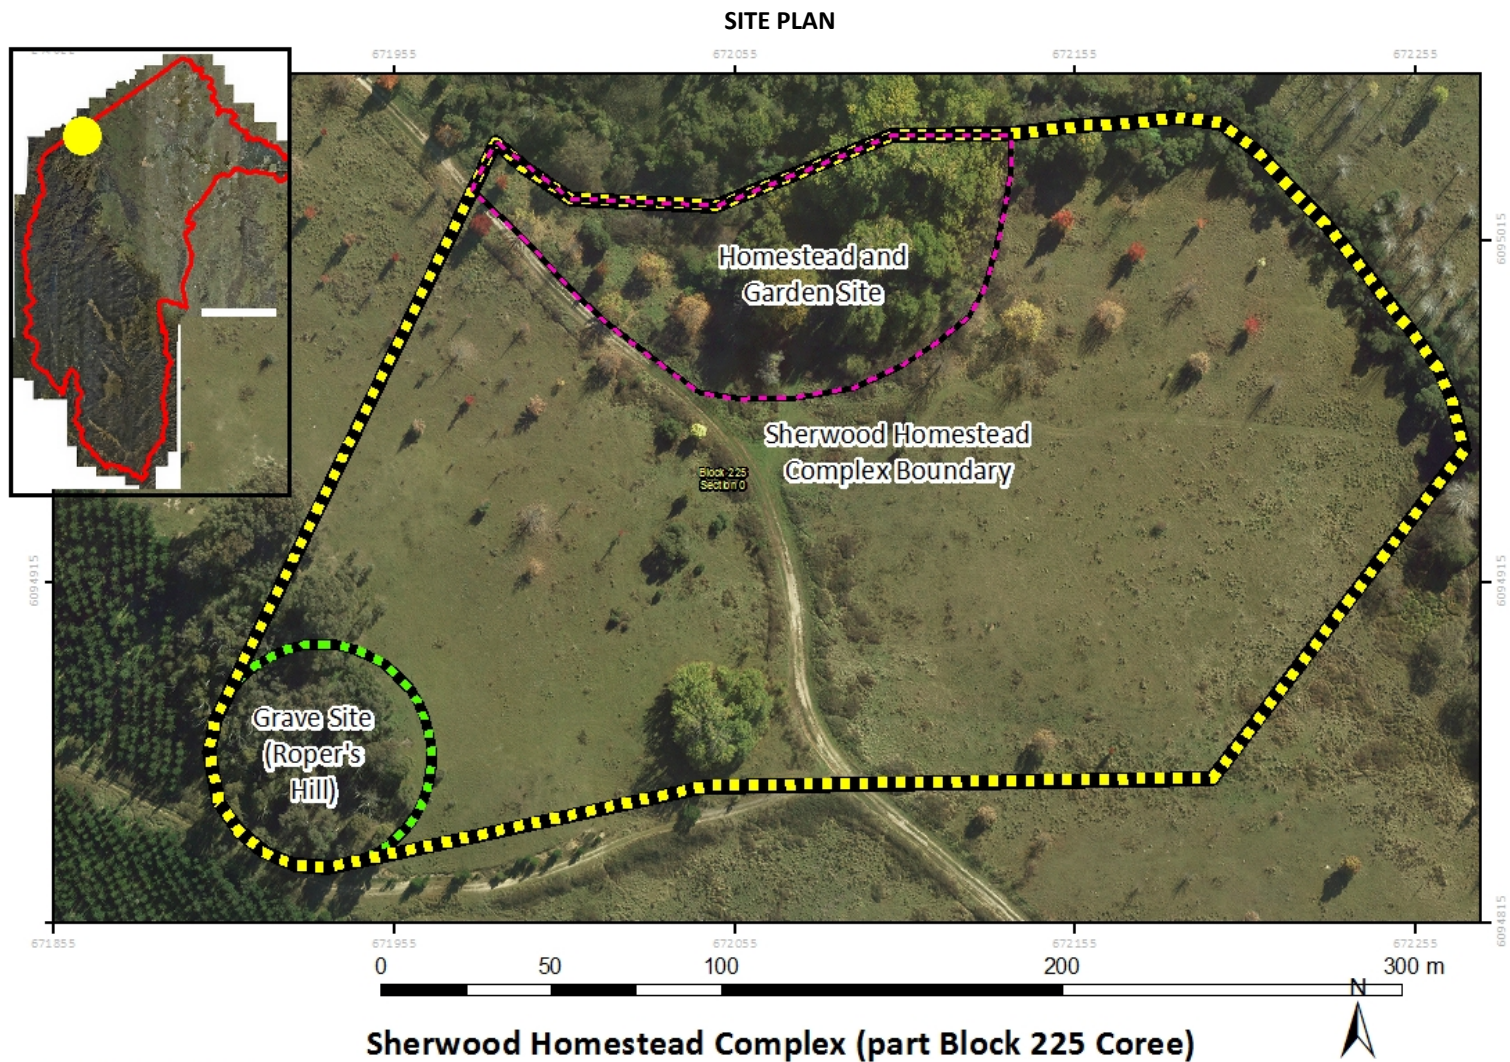 SITE PLAN
671955
672055
672155
672255
6095015
Homestead and
Garden Site
Sherwood Homestead
Complex Boundary
Block 225
Section 0
6094915
6094915
Grave Site
(Roper's
Hill)
6094815
671855
671955
672055
672155
672255
0
50
100
200
300 m
N
Sherwood Homestead Complex (part Block 225 Coree)